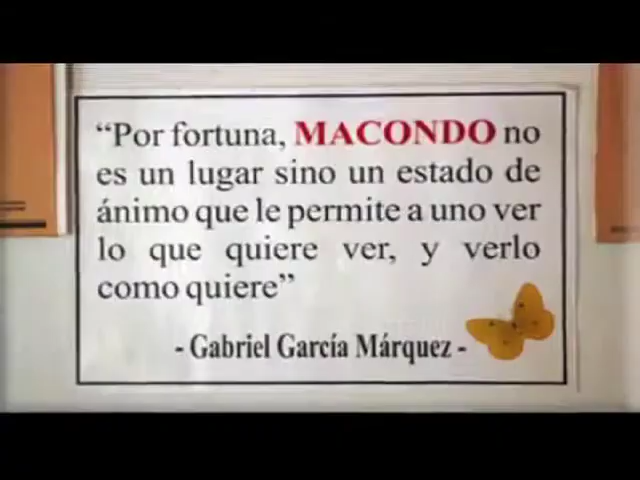 “Por fortuna, MACONDO no
es un lugar sino un estado de
ánimo que le permite a uno ver
lo que quiere ver, y verlo
como quiere”
- Gabriel García Márquez -